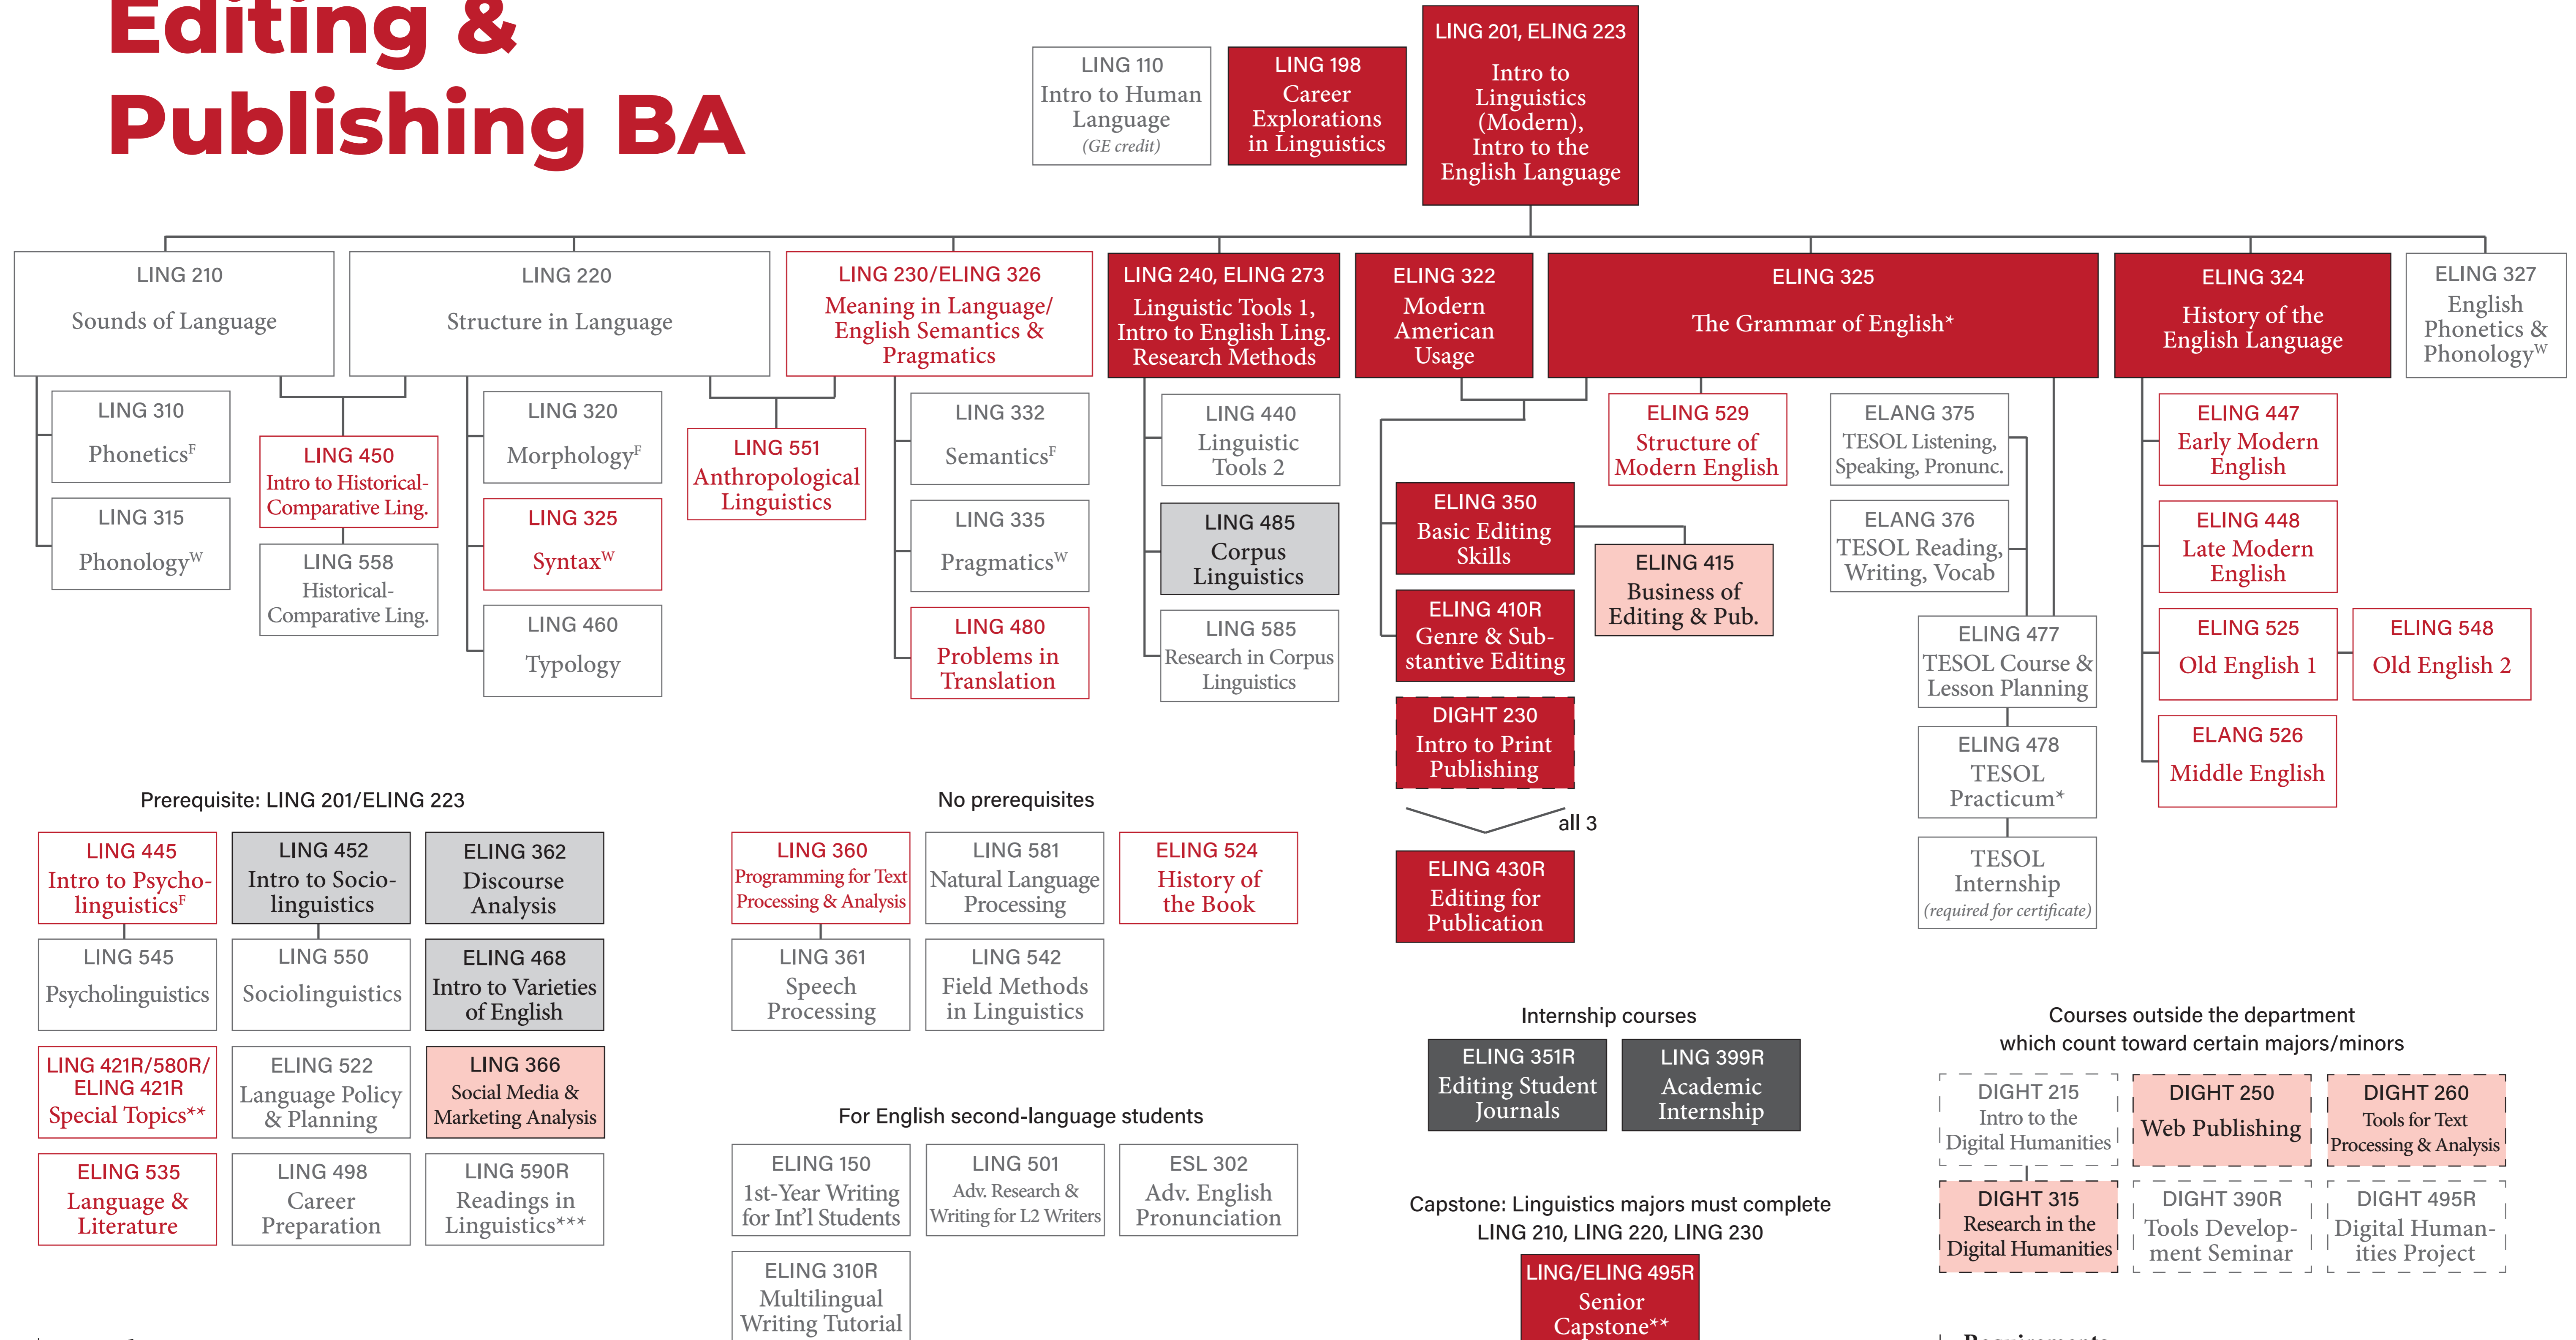 Editing &
Publishing BA
LING 110
Intro to Human
Language
(GE credit)
LING 198
Career
Explorations
in Linguistics
LING 201, ELING 223
Intro to
Linguistics
(Modern),
Intro to the
English Language
LING 210
Sounds of Language
LING 220
Structure in Language
LING 230/ELING 326
Meaning in Language/
English Semantics &
Pragmatics
LING 240, ELING 273
Linguistic Tools 1,
Intro to English Ling.
Research Methods
ELING 322
Modern
American
Usage
ELING 325
The Grammar of English*
ELING 324
History of the
English Language
ELING 327
English
Phonetics &
Phonologyᵂ
LING 310
Phoneticsᶠ
LING 315
Phonologyᵂ
LING 450
Intro to Historical-
Comparative Ling.
LING 558
Historical-
Comparative Ling.
LING 320
Morphologyᶠ
LING 325
Syntaxᵂ
LING 460
Typology
LING 551
Anthropological
Linguistics
LING 332
Semanticsᶠ
LING 335
Pragmaticsᵂ
LING 480
Problems in
Translation
LING 440
Linguistic
Tools 2
LING 485
Corpus
Linguistics
LING 585
Research in Corpus
Linguistics
ELING 350
Basic Editing
Skills
ELING 410R
Genre & Sub-
stantive Editing
DIGHT 230
Intro to Print
Publishing
all 3
ELING 430R
Editing for
Publication
ELING 415
Business of
Editing & Pub.
ELING 529
Structure of
Modern English
ELANG 375
TESOL Listening,
Speaking, Pronunc.
ELANG 376
TESOL Reading,
Writing, Vocab
ELING 477
TESOL Course &
Lesson Planning
ELING 478
TESOL
Practicum*
TESOL
Internship
(required for certificate)
ELING 447
Early Modern
English
ELING 448
Late Modern
English
ELING 525
Old English 1
ELING 548
Old English 2
ELANG 526
Middle English
Prerequisite: LING 201/ELING 223
LING 445
Intro to Psycho-
linguisticsᶠ
LING 452
Intro to Socio-
linguistics
ELING 362
Discourse
Analysis
LING 545
Psycholinguistics
LING 550
Sociolinguistics
ELING 468
Intro to Varieties
of English
LING 421R/580R/
ELING 421R
Special Topics**
ELING 522
Language Policy
& Planning
LING 366
Social Media &
Marketing Analysis
ELING 535
Language &
Literature
LING 498
Career
Preparation
LING 590R
Readings in
Linguistics***
No prerequisites
LING 360
Programming for Text
Processing & Analysis
LING 581
Natural Language
Processing
ELING 524
History of
the Book
LING 361
Speech
Processing
LING 542
Field Methods
in Linguistics
For English second-language students
ELING 150
1st-Year Writing
for Int'l Students
LING 501
Adv. Research &
Writing for L2 Writers
ESL 302
Adv. English
Pronunciation
ELING 310R
Multilingual
Writing Tutorial
Internship courses
ELING 351R
Editing Student
Journals
LING 399R
Academic
Internship
Capstone: Linguistics majors must complete
LING 210, LING 220, LING 230
LING/ELING 495R
Senior
Capstone**
Courses outside the department
which count toward certain majors/minors
DIGHT 215
Intro to the
Digital Humanities
DIGHT 250
Web Publishing
DIGHT 260
Tools for Text
Processing & Analysis
DIGHT 315
Research in the
Digital Humanities
DIGHT 390R
Tools Develop-
ment Seminar
DIGHT 495R
Digital Human-
ities Project